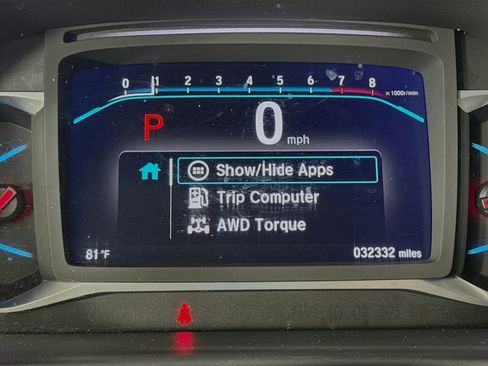 0 1 2 3 4 5 6 7 8
×1000r/min
P 0 mph
Show/Hide Apps
Trip Computer
AWD Torque
81°F 032332 miles